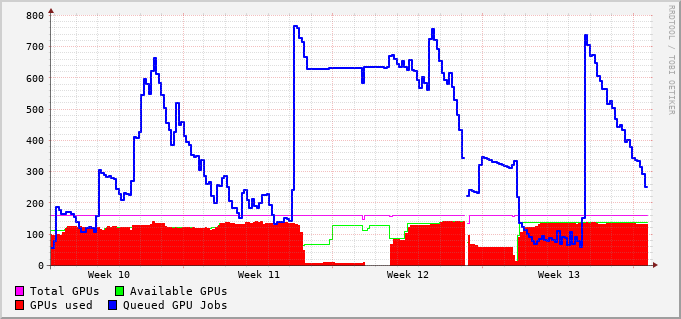 800
700
600
500
400
300
200
100
0
Week 10 Week 11 Week 12 Week 13
Total GPUs Available GPUs
GPUs used Queued GPU Jobs
RRDTOOL / TOBI OETIKER